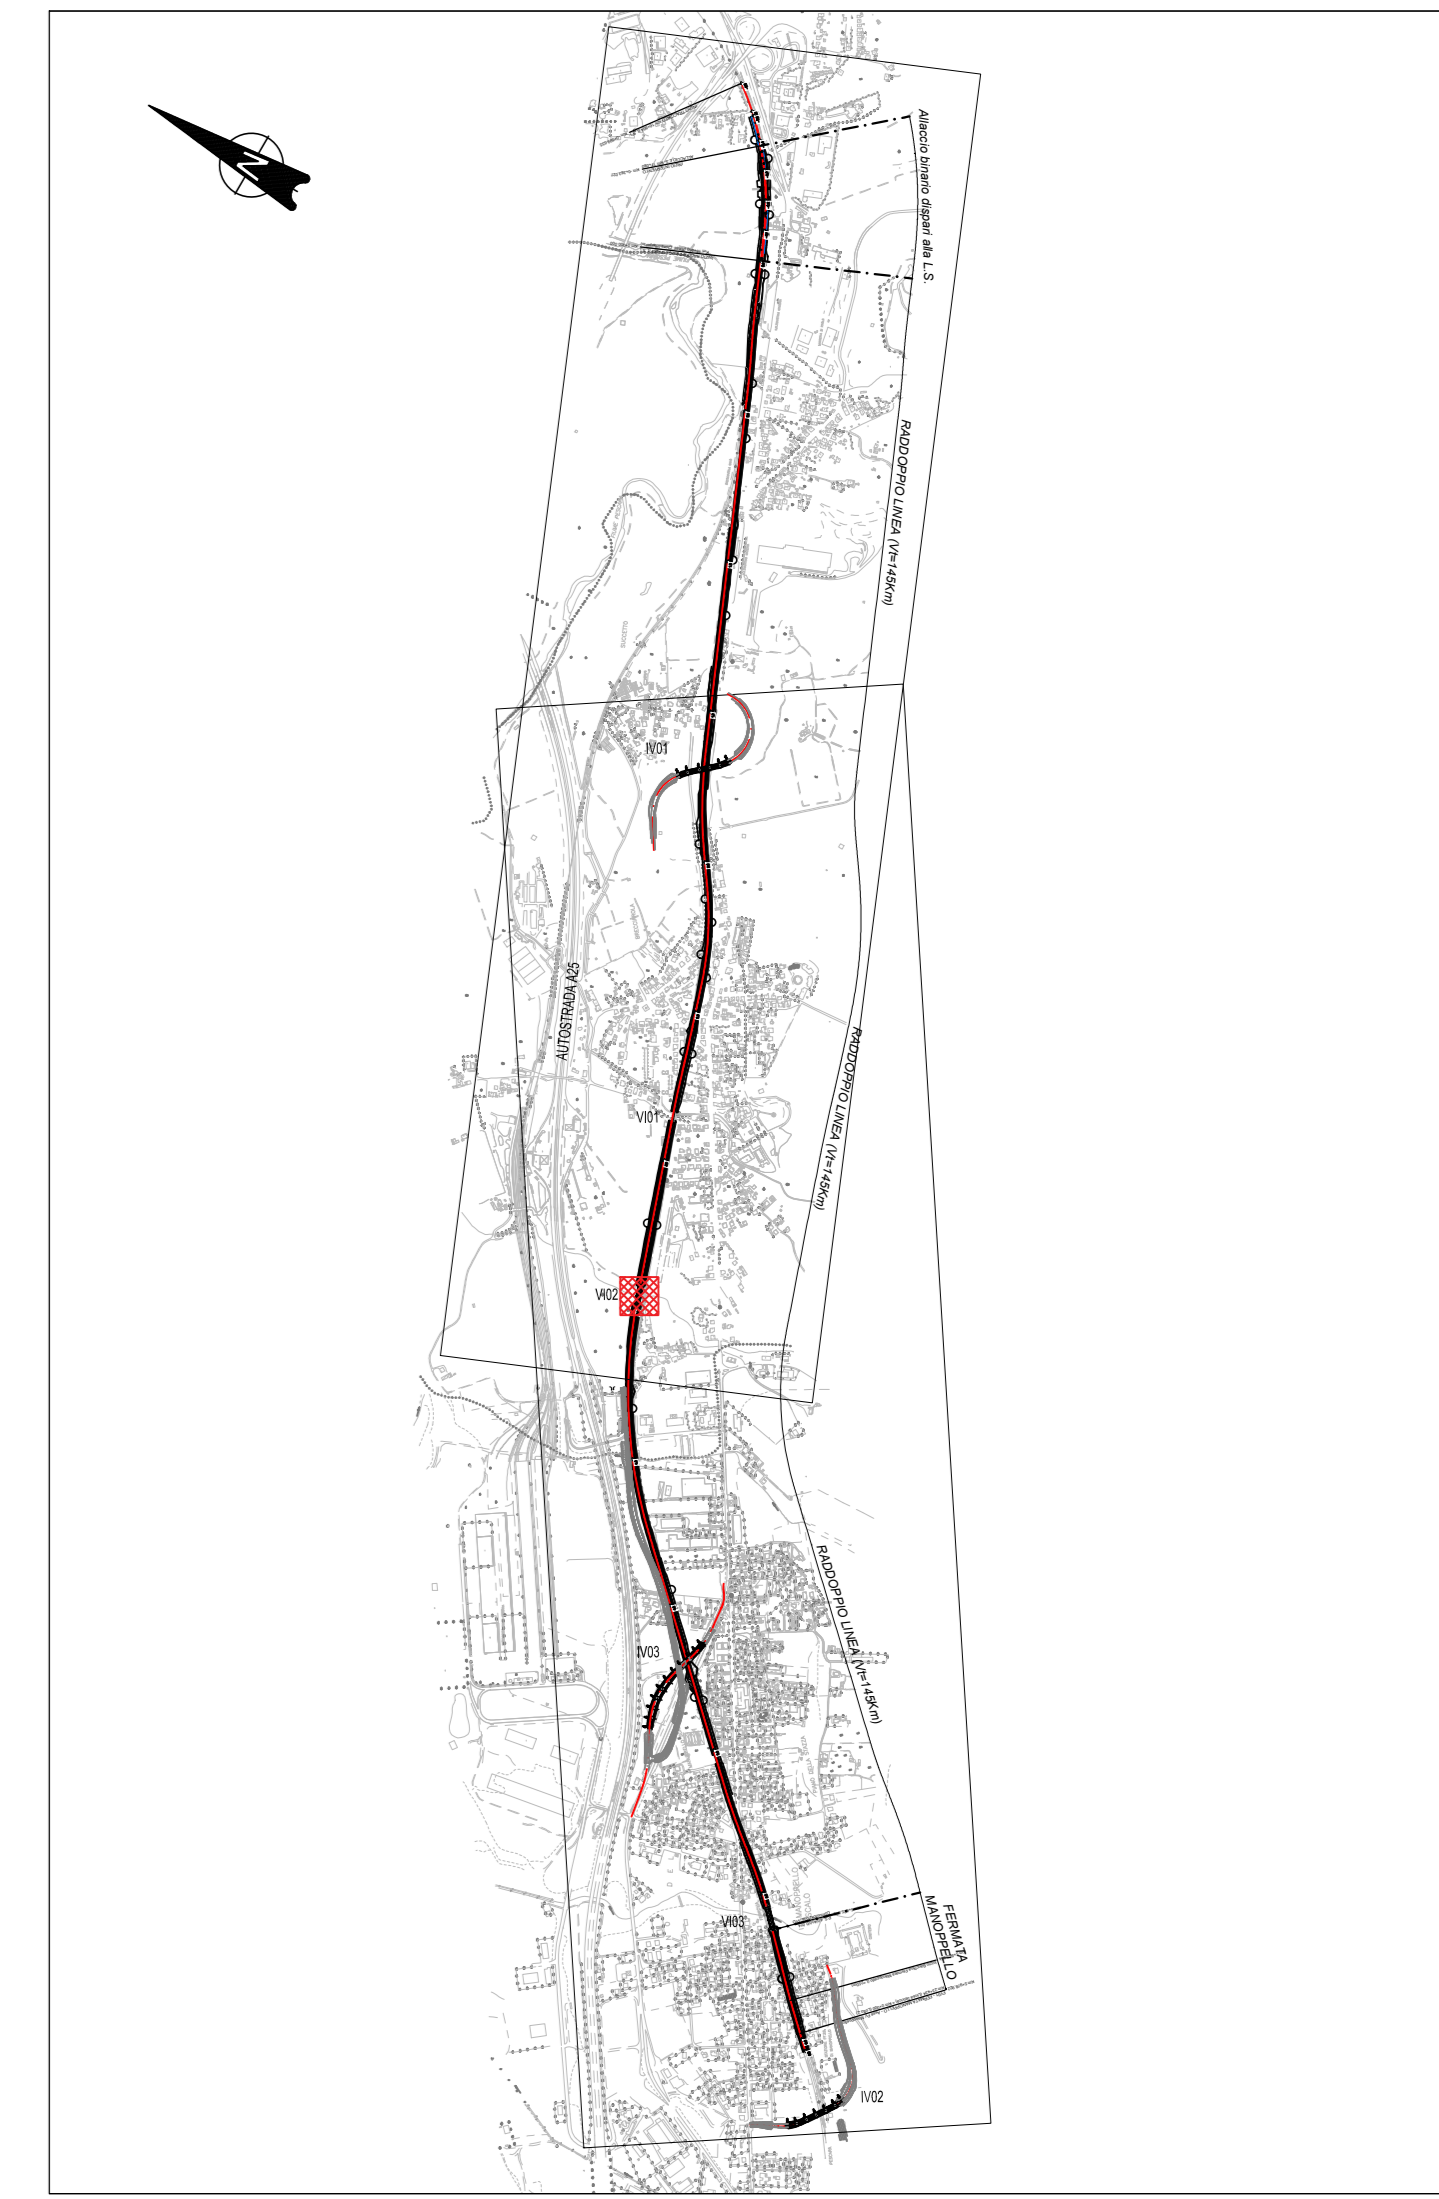 N
Allaccio binario dispari alla L.S.
RADDOPPIO LINEA (Vt=145Km)
SUCCETO
IV01
AUTOSTRADA A25
RADDOPPIO LINEA (Vt=145Km)
VI01
VI02
RADDOPPIO LINEA (Vt=145Km)
IV03
VI03
FERMATA
MANOPPELLO
IV02